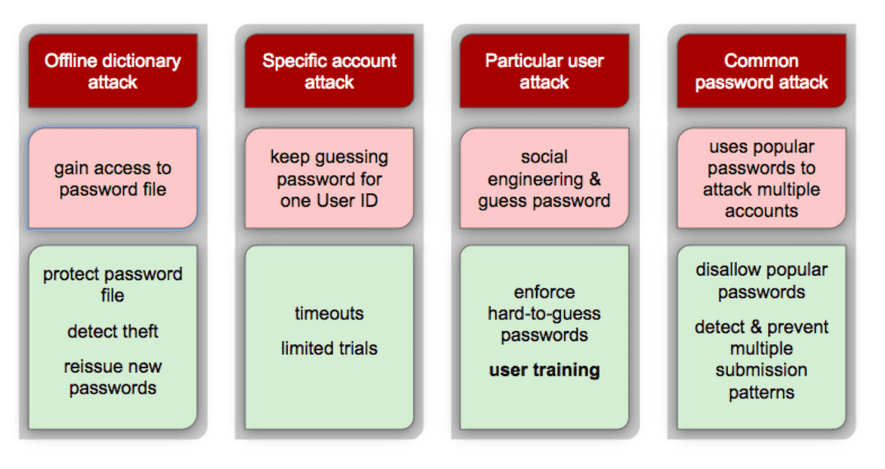 Offline dictionary
attack
gain access to
password file
protect password
file
detect theft
reissue new
passwords
Specific account
attack
keep guessing
password for
one User ID
timeouts
limited trials
Particular user
attack
social
engineering &
guess password
enforce
hard-to-guess
passwords
user training
Common
password attack
uses popular
passwords to
attack multiple
accounts
disallow popular
passwords
detect & prevent
multiple
submission
patterns